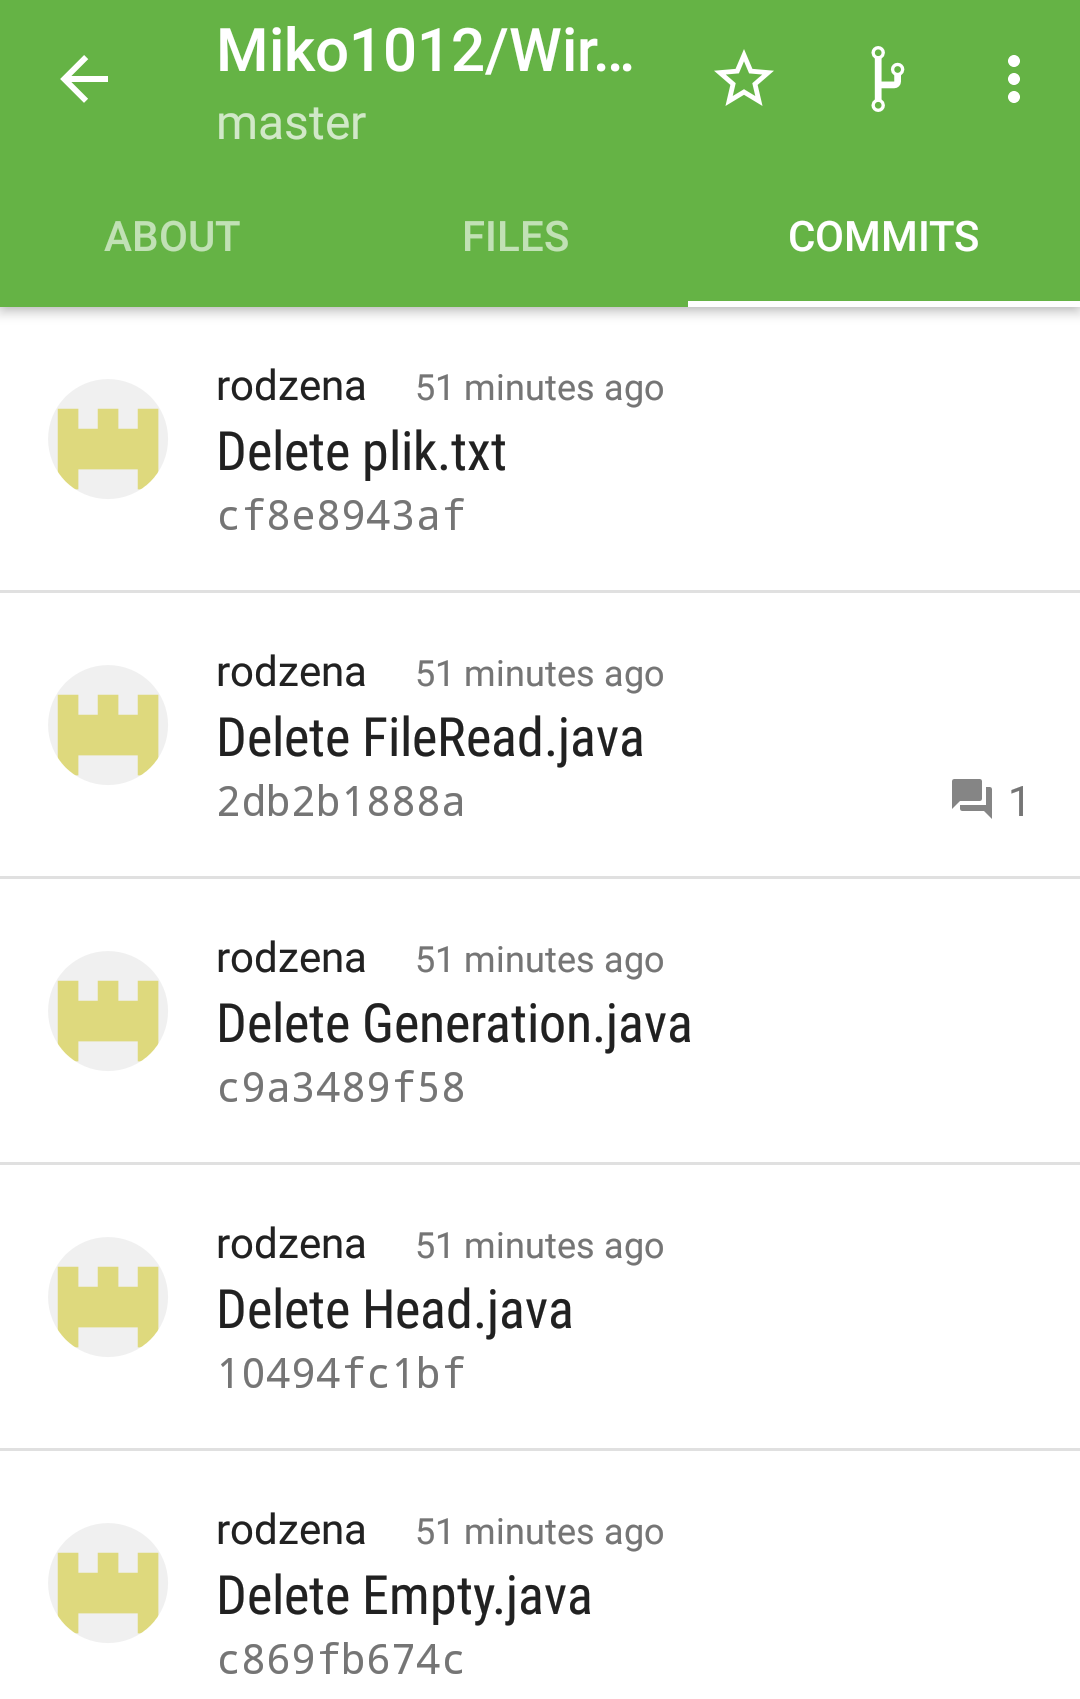 Miko1012/Wir...
master
ABOUT FILES COMMITS
rodzena 51 minutes ago
Delete plik.txt
cf8e8943af
rodzena 51 minutes ago
Delete FileRead.java
2db2b1888a 1
rodzena 51 minutes ago
Delete Generation.java
c9a3489f58
rodzena 51 minutes ago
Delete Head.java
10494fc1bf
rodzena 51 minutes ago
Delete Empty.java
c869fb674c